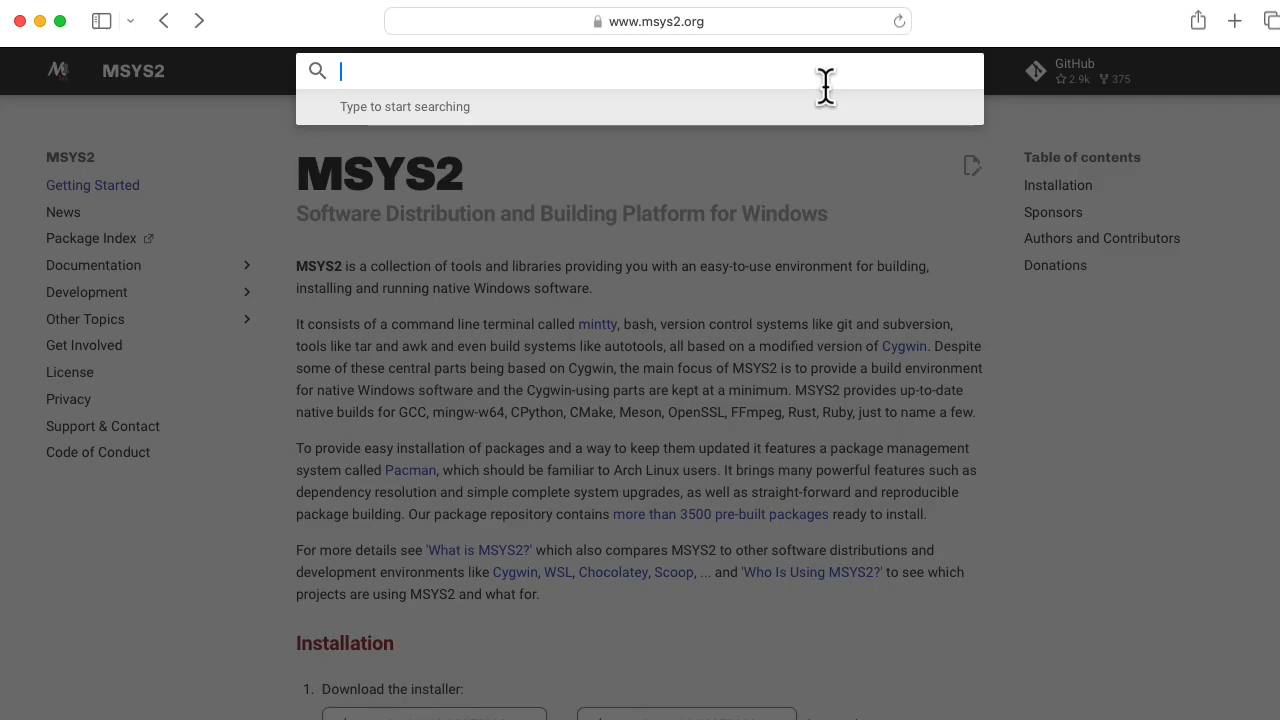 www.msys2.org
MSYS2
GitHub
2.9k 375
Type to start searching
MSYS2
Getting Started
News
Package Index
Documentation
Development
Other Topics
Get Involved
License
Privacy
Support & Contact
Code of Conduct
MSYS2
Software Distribution and Building Platform for Windows
MSYS2 is a collection of tools and libraries providing you with an easy-to-use environment for building,
installing and running native Windows software.
It consists of a command line terminal called mintty, bash, version control systems like git and subversion,
tools like tar and awk and even build systems like autotools, all based on a modified version of Cygwin. Despite
some of these central parts being based on Cygwin, the main focus of MSYS2 is to provide a build environment
for native Windows software and the Cygwin-using parts are kept at a minimum. MSYS2 provides up-to-date
native builds for GCC, mingw-w64, CPython, CMake, Meson, OpenSSL, FFmpeg, Rust, Ruby, just to name a few.
To provide easy installation of packages and a way to keep them updated it features a package management
system called Pacman, which should be familiar to Arch Linux users. It brings many powerful features such as
dependency resolution and simple complete system upgrades, as well as straight-forward and reproducible
package building. Our package repository contains more than 3500 pre-built packages ready to install.
For more details see 'What is MSYS2?' which also compares MSYS2 to other software distributions and
development environments like Cygwin, WSL, Chocolatey, Scoop, ... and 'Who Is Using MSYS2?' to see which
projects are using MSYS2 and what for.
Installation
1. Download the installer:
Table of contents
Installation
Sponsors
Authors and Contributors
Donations